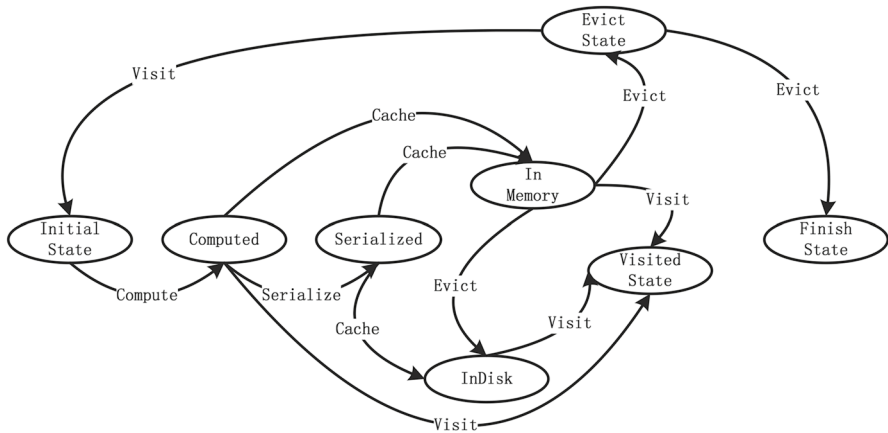 Evict
State
Visit
Evict
Evict
Cache
Cache
In
Memory
Visit
Initial
State
Computed
Serialized
Finish
State
Visited
State
Compute
Serialize
Evict
Cache
Visit
InDisk
Visit